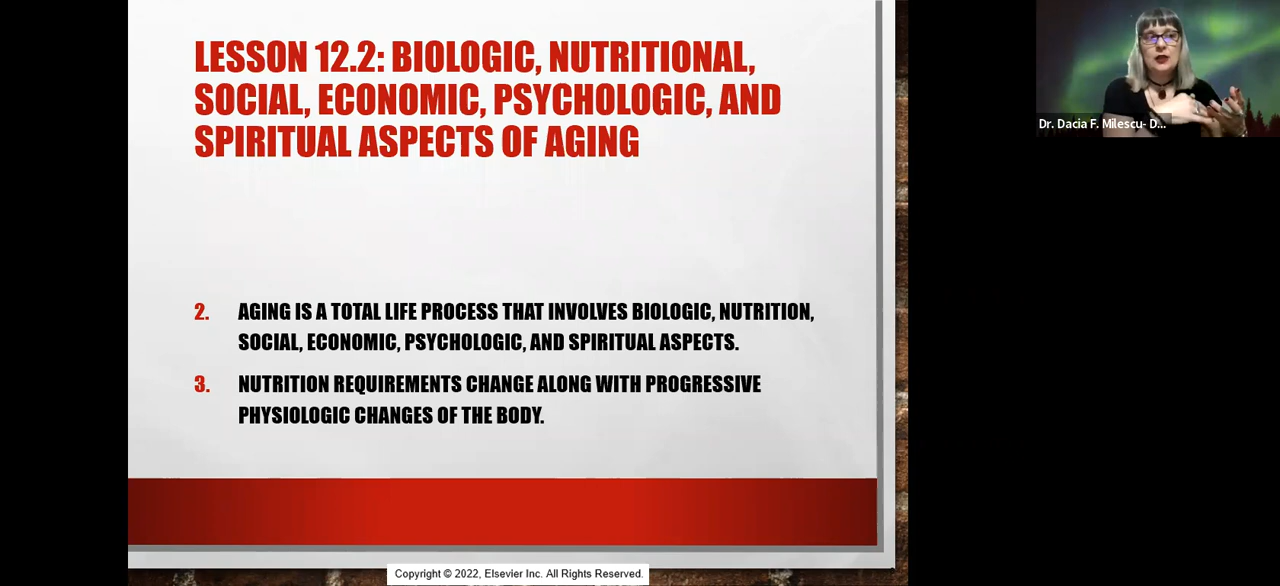 LESSON 12.2: BIOLOGIC, NUTRITIONAL,
SOCIAL, ECONOMIC, PSYCHOLOGIC, AND
SPIRITUAL ASPECTS OF AGING
2. AGING IS A TOTAL LIFE PROCESS THAT INVOLVES BIOLOGIC, NUTRITION,
SOCIAL, ECONOMIC, PSYCHOLOGIC, AND SPIRITUAL ASPECTS.
3. NUTRITION REQUIREMENTS CHANGE ALONG WITH PROGRESSIVE
PHYSIOLOGIC CHANGES OF THE BODY.
Copyright © 2022, Elsevier Inc. All Rights Reserved.
Dr. Dacia F. Milescu- D...